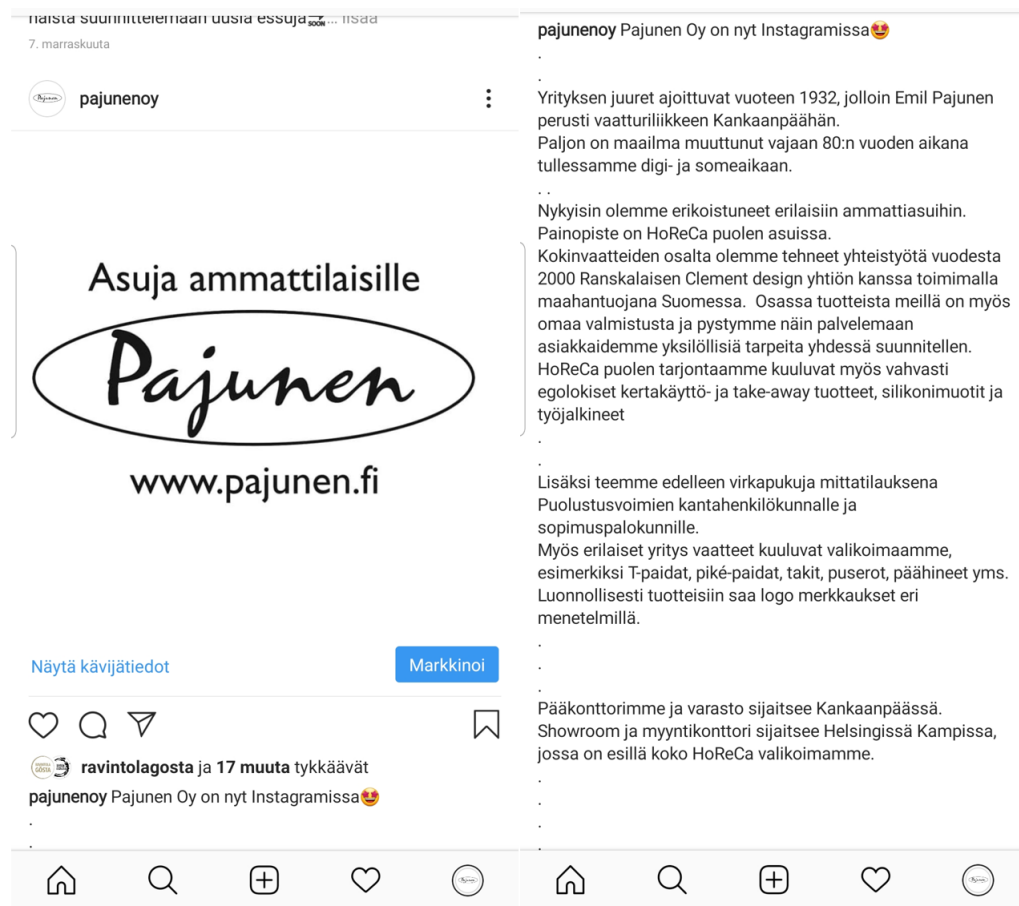 näistä suunnittelemaan uusia essuja SOON... lisää
7. marraskuuta
Pajunen
pajunenoy
Asuja ammattilaisille
Pajunen
www.pajunen.fi
Näytä kävijätiedot
Markkinoi
ravintolagosta ja 17 muuta tykkäävät
pajunenoy Pajunen Oy on nyt Instagramissa🤩
.
.
pajunenoy Pajunen Oy on nyt Instagramissa🤩
.
.
Yrityksen juuret ajoittuvat vuoteen 1932, jolloin Emil Pajunen
perusti vaatturiliikkeen Kankaanpäähän.
Paljon on maailma muuttunut vajaan 80:n vuoden aikana
tullessamme digi- ja someaikaan.
. .
Nykyisin olemme erikoistuneet erilaisiin ammattiasuihin.
Painopiste on HoReCa puolen asuissa.
Kokinvaatteiden osalta olemme tehneet yhteistyötä vuodesta
2000 Ranskalaisen Clement design yhtiön kanssa toimimalla
maahantuojana Suomessa.  Osassa tuotteista meillä on myös
omaa valmistusta ja pystymme näin palvelemaan
asiakkaidemme yksilöllisiä tarpeita yhdessä suunnitellen.
HoReCa puolen tarjontaamme kuuluvat myös vahvasti
egolokiset kertakäyttö- ja take-away tuotteet, silikonimuotit ja
työjalkineet
.
.
Lisäksi teemme edelleen virkapukuja mittatilauksena
Puolustusvoimien kantahenkilökunnalle ja
sopimuspalokunnille.
Myös erilaiset yritys vaatteet kuuluvat valikoimaamme,
esimerkiksi T-paidat, piké-paidat, takit, puserot, päähineet yms.
Luonnollisesti tuotteisiin saa logo merkkaukset eri
menetelmillä.
.
.
.
Pääkonttorimme ja varasto sijaitsee Kankaanpäässä.
Showroom ja myyntikonttori sijaitsee Helsingissä Kampissa,
jossa on esillä koko HoReCa valikoimamme.
.
.
.
.